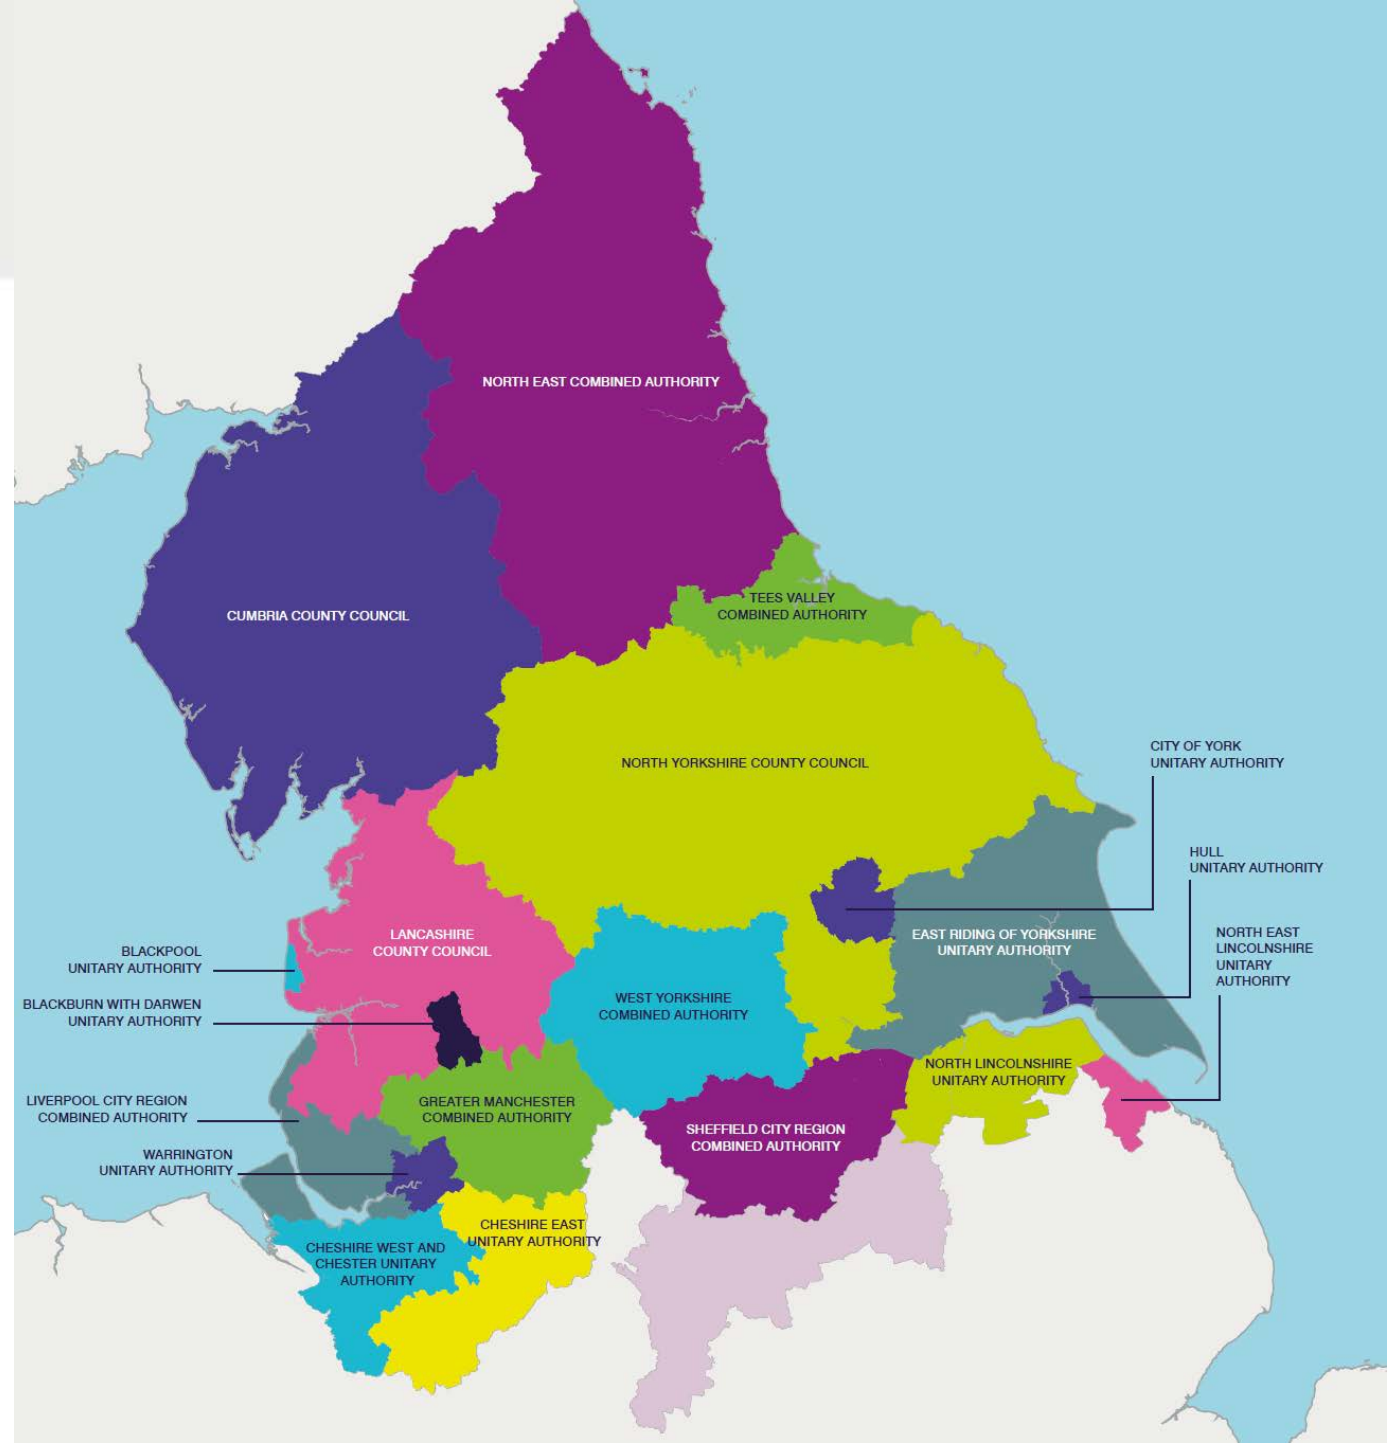 NORTH EAST COMBINED AUTHORITY
TEES VALLEY
COMBINED AUTHORITY
CUMBRIA COUNTY COUNCIL
NORTH YORKSHIRE COUNTY COUNCIL
CITY OF YORK
UNITARY AUTHORITY
HULL
UNITARY AUTHORITY
LANCASHIRE
COUNTY COUNCIL
EAST RIDING OF YORKSHIRE
UNITARY AUTHORITY
NORTH EAST
LINCOLNSHIRE
UNITARY
AUTHORITY
BLACKPOOL
UNITARY AUTHORITY
BLACKBURN WITH DARWEN
UNITARY AUTHORITY
WEST YORKSHIRE
COMBINED AUTHORITY
NORTH LINCOLNSHIRE
UNITARY AUTHORITY
LIVERPOOL CITY REGION
COMBINED AUTHORITY
GREATER MANCHESTER
COMBINED AUTHORITY
SHEFFIELD CITY REGION
COMBINED AUTHORITY
WARRINGTON
UNITARY AUTHORITY
CHESHIRE EAST
UNITARY AUTHORITY
CHESHIRE WEST AND
CHESTER UNITARY
AUTHORITY